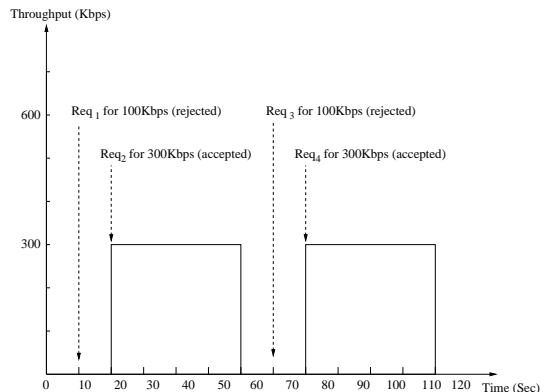 Throughput (Kbps)
600
Req 1 for 100Kbps (rejected)
Req 3 for 100Kbps (rejected)
Req2 for 300Kbps (accepted)
Req4 for 300Kbps (accepted)
300
0 10 20 30 40 50 60 70 80 90 100 110 120 Time (Sec)